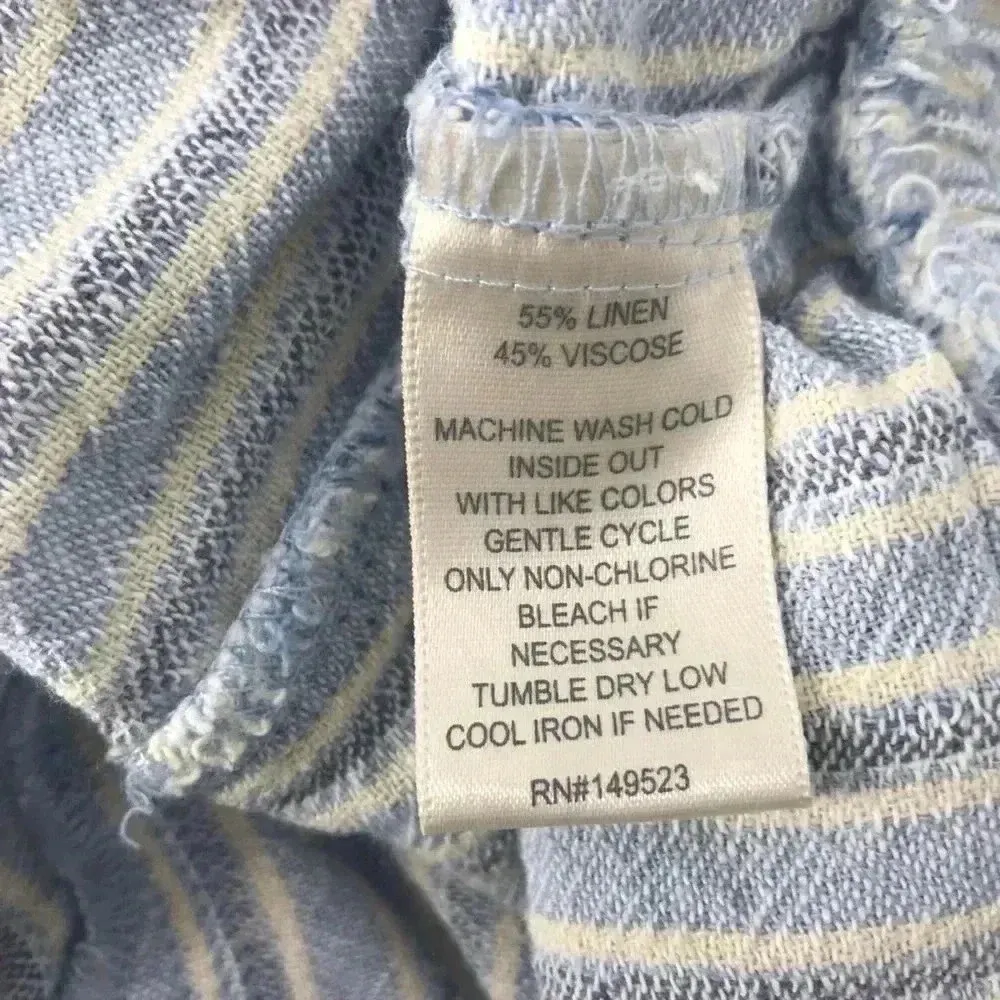 55% LINEN
45% VISCOSE
MACHINE WASH COLD
INSIDE OUT
WITH LIKE COLORS
GENTLE CYCLE
ONLY NON-CHLORINE
BLEACH IF
NECESSARY
TUMBLE DRY LOW
COOL IRON IF NEEDED
RN#149523